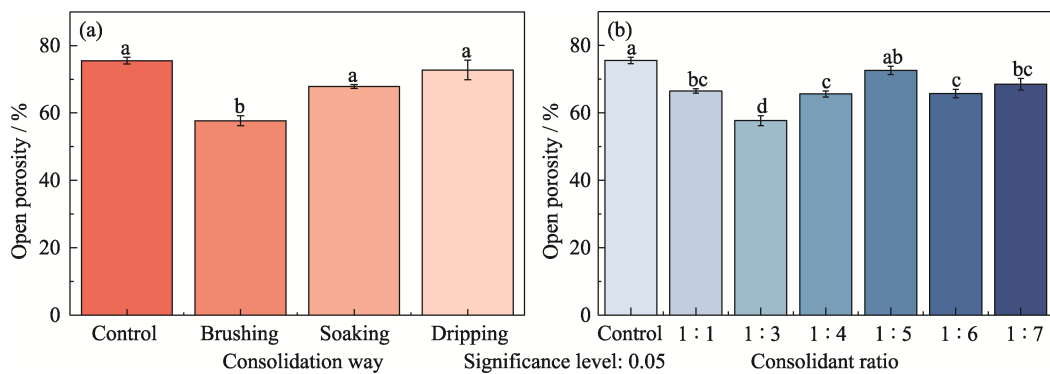 (a)
80
60
40
20
0
Open porosity / %
a
b
a
a
Control Brushing Soaking Dripping
Consolidation way
Significance level: 0.05
(b)
80
60
40
20
0
Open porosity / %
a
bc
d
c
ab
c
bc
Control 1∶1 1∶3 1∶4 1∶5 1∶6 1∶7
Consolidant ratio